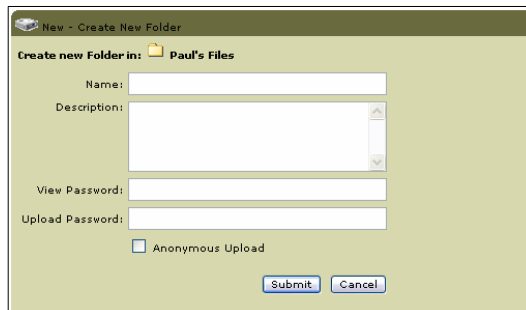 New - Create New Folder
Create new Folder in: Paul's Files
Name:
Description:
View Password:
Upload Password:
Anonymous Upload
Submit Cancel